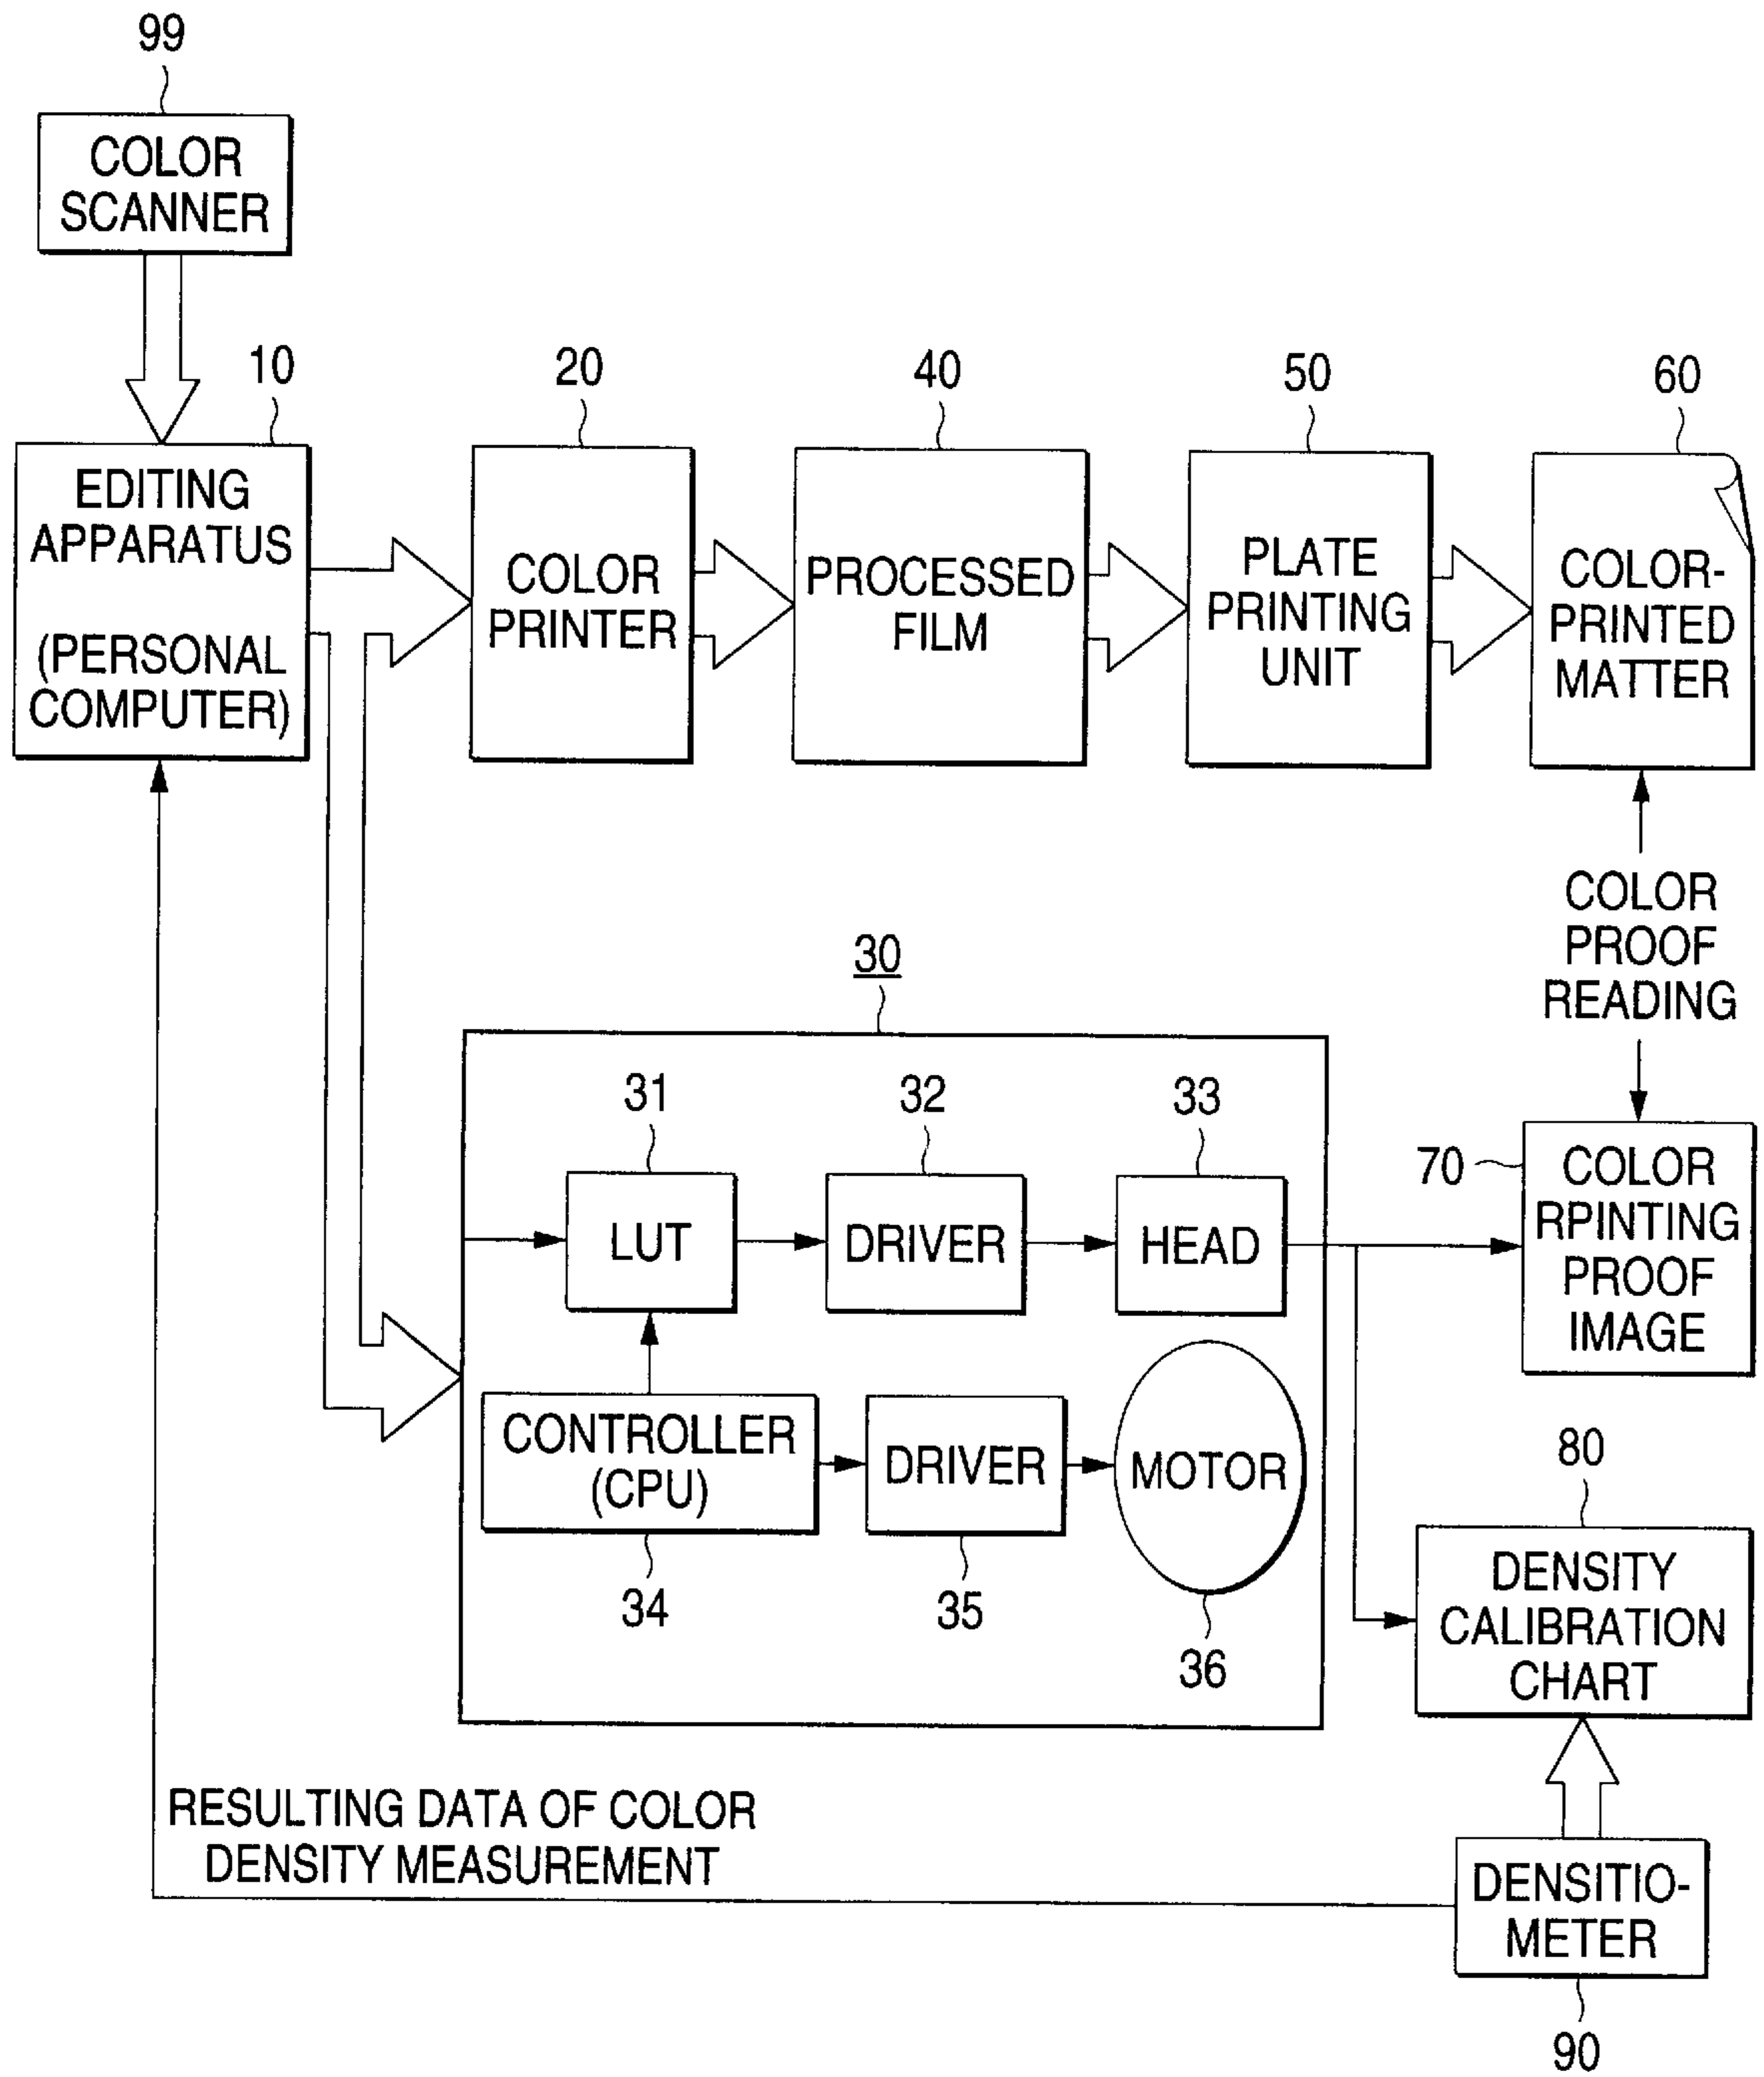 99
COLOR
SCANNER
10
20
40
50
60
EDITING
APPARATUS
(PERSONAL
COMPUTER)
COLOR
PRINTER
PROCESSED
FILM
PLATE
PRINTING
UNIT
COLOR-
PRINTED
MATTER
COLOR
PROOF
READING
30
31
32
33
LUT
DRIVER
HEAD
70
COLOR
RPINTING
PROOF
IMAGE
CONTROLLER
(CPU)
DRIVER
MOTOR
34
35
36
80
DENSITY
CALIBRATION
CHART
RESULTING DATA OF COLOR
DENSITY MEASUREMENT
DENSITIO-
METER
90